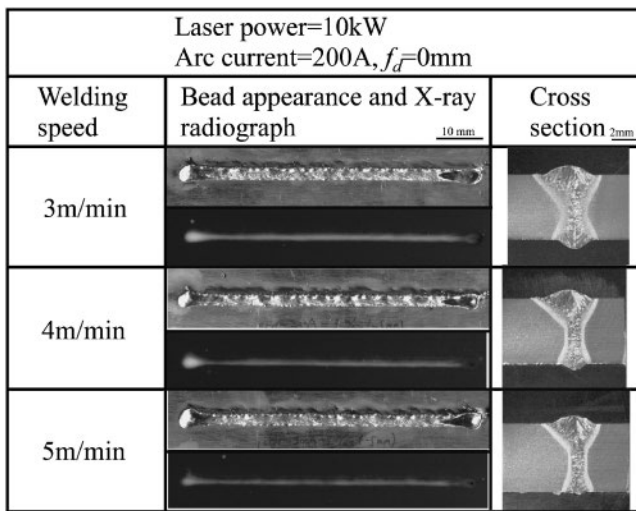 Laser power=10kW
Arc current=200A, fd=0mm
Welding speed
Bead appearance and X-ray radiograph
10 mm
Cross section
2mm
3m/min
4m/min
5m/min